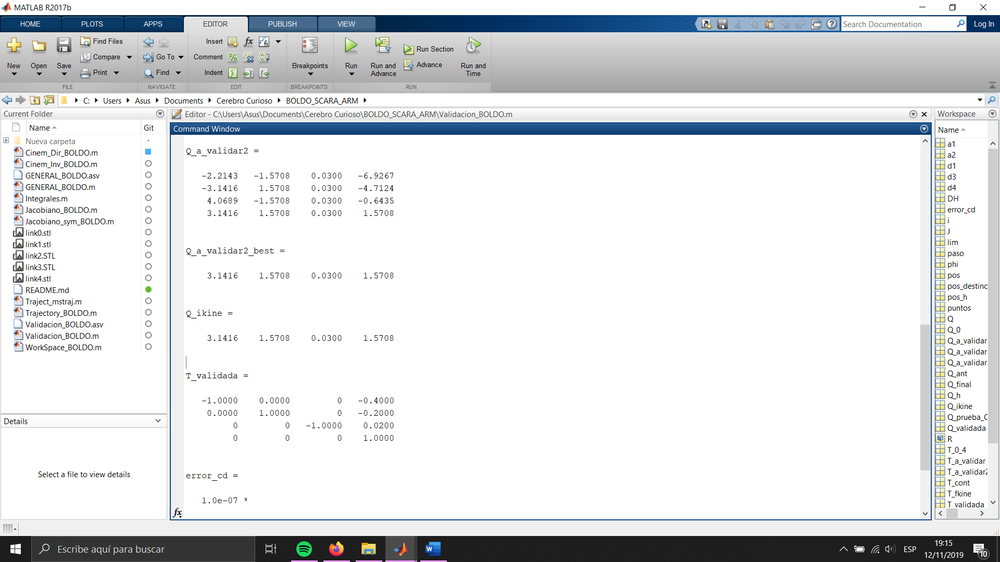 MATLAB R2017b
HOME PLOTS APPS EDITOR PUBLISH VIEW
Search Documentation
Log In
New
Open
Save
Find Files
Compare
Print
FILE
Go To
Find
NAVIGATE
Insert fx
Comment
Indent
EDIT
Breakpoints
BREAKPOINTS
Run
Run and Advance
Run Section
Advance
Run and Time
RUN
C: Users Asus Documents Cerebro Curioso BOLDO_SCARA_ARM
Current Folder
Name Git
Nueva carpeta
Cinem_Dir_BOLDO.m
Cinem_Inv_BOLDO.m
GENERAL_BOLDO.asv
GENERAL_BOLDO.m
Integrales.m
Jacobiano_BOLDO.m
Jacobiano_sym_BOLDO.m
link0.stl
link1.stl
link2.STL
link3.STL
link4.stl
README.md
Traject_mstraj.m
Trajectory_BOLDO.m
Validacion_BOLDO.asv
Validacion_BOLDO.m
WorkSpace_BOLDO.m
Details
Select a file to view details
Editor - C:\Users\Asus\Documents\Cerebro Curioso\BOLDO_SCARA_ARM\Validacion_BOLDO.m
Command Window
Q_a_validar2 =
-2.2143 -1.5708 0.0300 -6.9267
-3.1416 1.5708 0.0300 -4.7124
4.0689 -1.5708 0.0300 -0.6435
3.1416 1.5708 0.0300 1.5708
Q_a_validar2_best =
3.1416 1.5708 0.0300 1.5708
Q_ikine =
3.1416 1.5708 0.0300 1.5708
T_validada =
-1.0000 0.0000 0 -0.4000
0.0000 1.0000 0 -0.2000
0 0 -1.0000 0.0200
0 0 0 1.0000
error_cd =
1.0e-07 *
fx
Workspace
Name
a1
a2
d1
d3
d4
DH
error_cd
i
J
lim
paso
phi
pos
pos_destino
pos_h
puntos
Q
Q_0
Q_a_validar
Q_a_validar
Q_a_validar
Q_ant
Q_final
Q_h
Q_ikine
Q_prueba_C
Q_validada
R
T_0_4
T_a_validar
T_a_validar2
T_cont
T_fkine
T_validada
Escribe aquí para buscar
ESP
19:15
12/11/2019
10